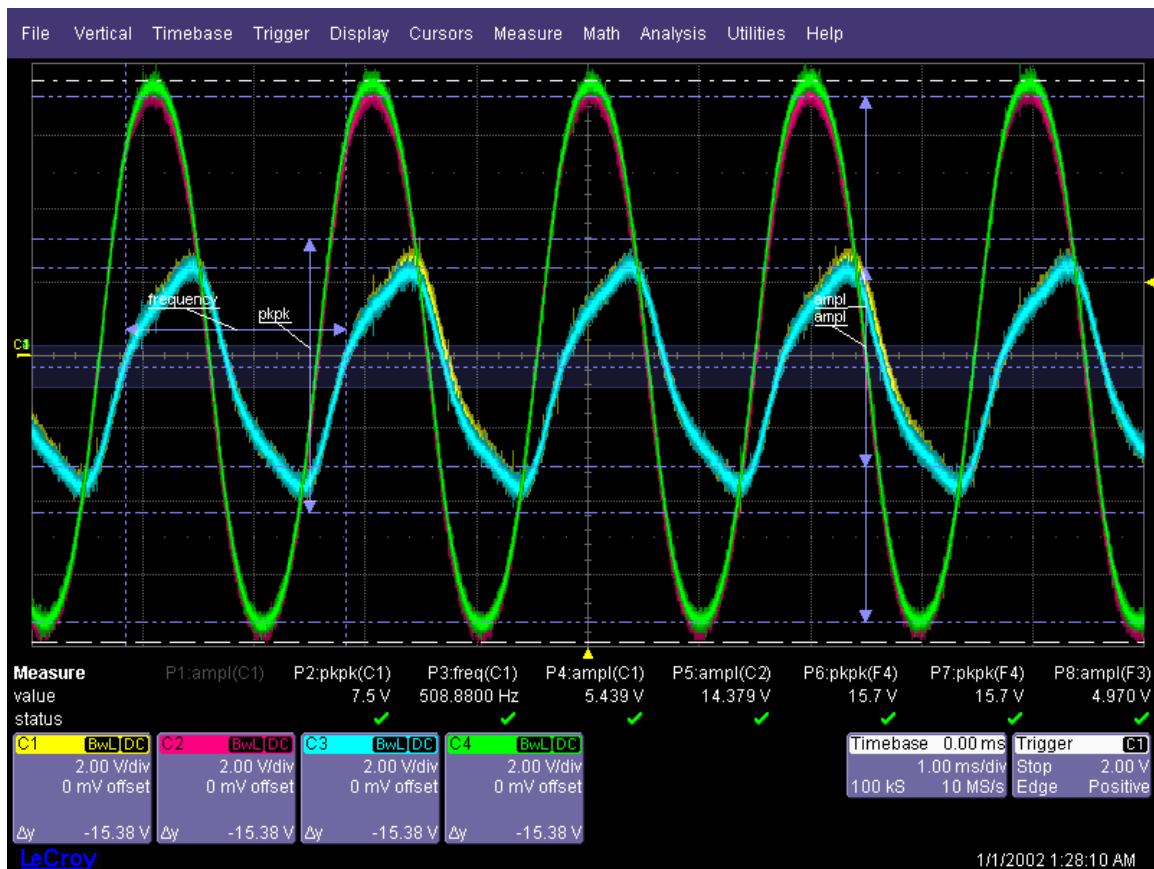 File Vertical Timebase Trigger Display Cursors Measure Math Analysis Utilities Help
frequency
pkpk
ampl
ampl
C1
Measure P1:ampl(C1) P2:pkpk(C1) P3:freq(C1) P4:ampl(C1) P5:ampl(C2) P6:pkpk(F4) P7:pkpk(F4) P8:ampl(F3)
value 7.5 V 508.8800 Hz 5.439 V 14.379 V 15.7 V 15.7 V 4.970 V
status
C1 BwL DC C2 BwL DC C3 BwL DC C4 BwL DC Timebase 0.00 ms Trigger C1
2.00 V/div 2.00 V/div 2.00 V/div 2.00 V/div 1.00 ms/div Stop 2.00 V
0 mV offset 0 mV offset 0 mV offset 0 mV offset 100 kS 10 MS/s Edge Positive
Δy -15.38 V Δy -15.38 V Δy -15.38 V Δy -15.38 V
LeCroy 1/1/2002 1:28:10 AM